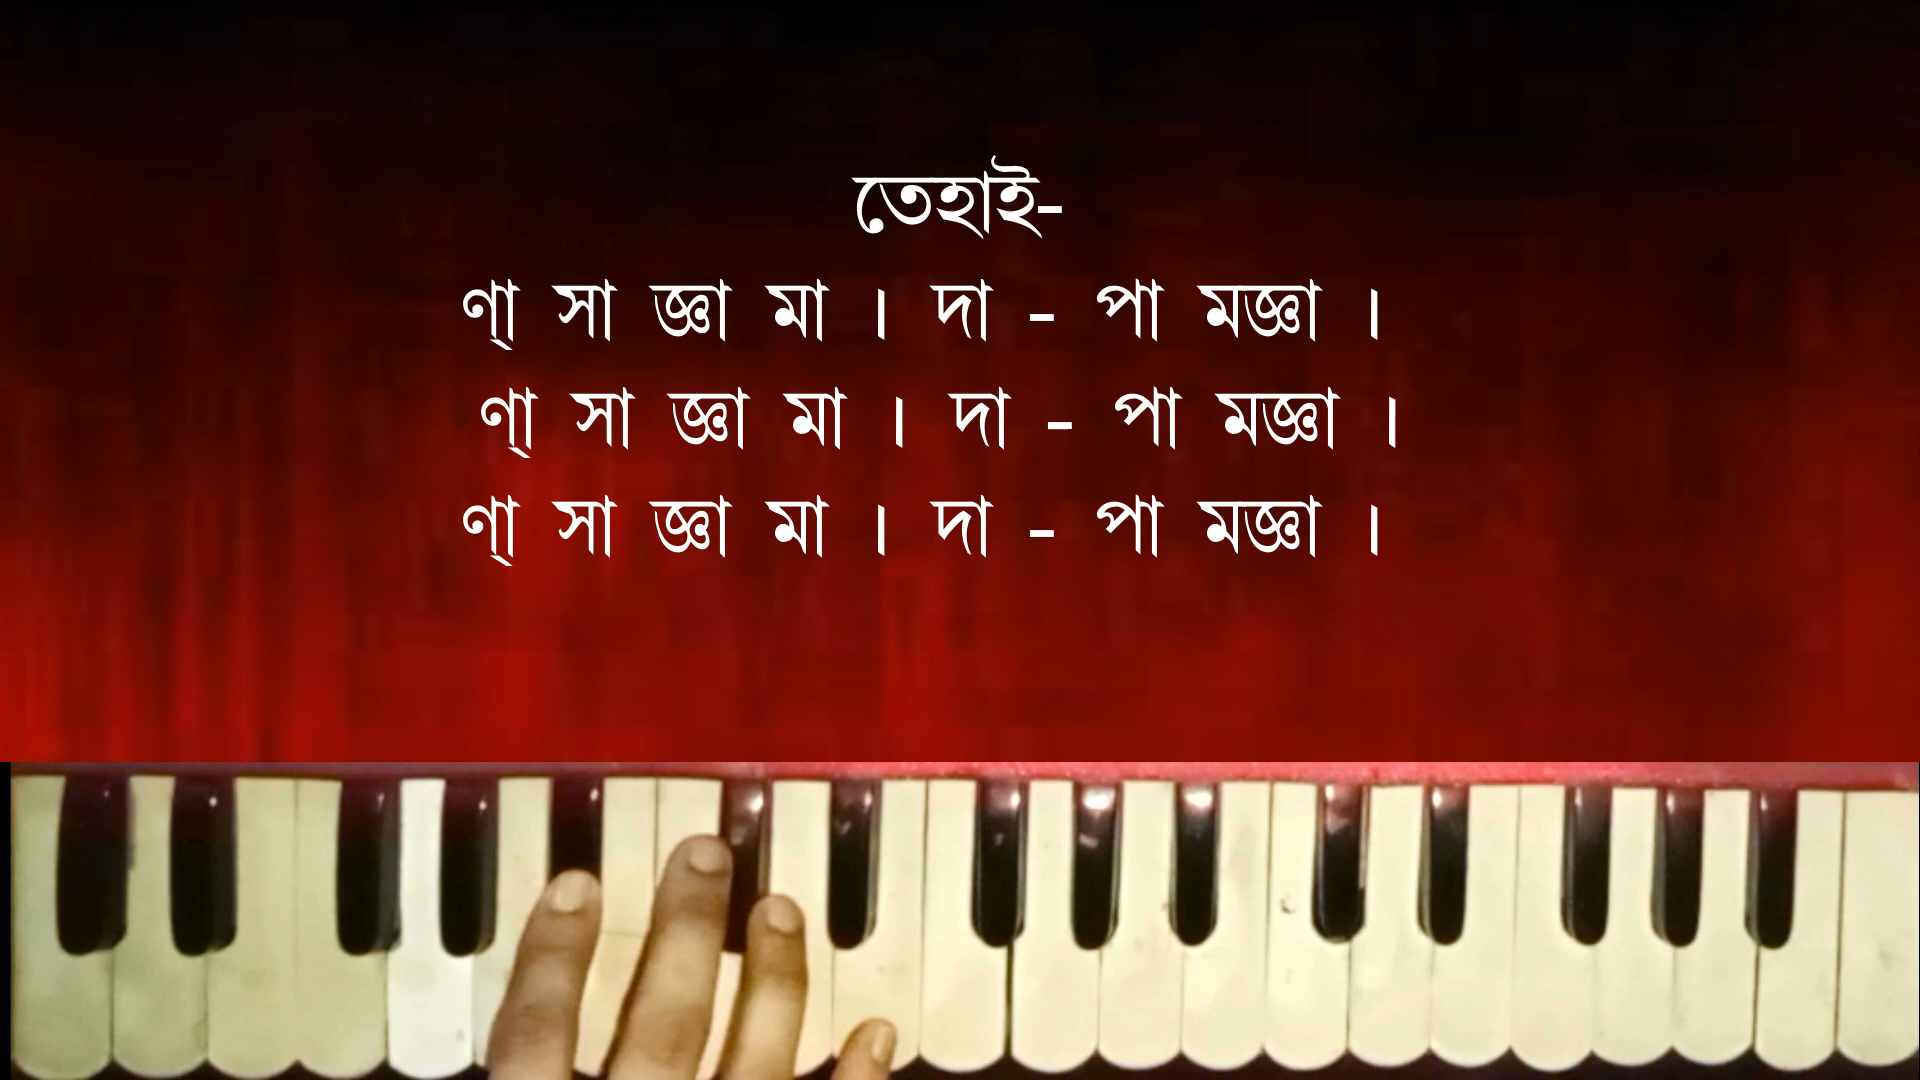 তেহাই-
ণা্ সা জ্ঞা মা । দা - পা মজ্ঞা ।
ণা্ সা জ্ঞা মা । দা - পা মজ্ঞা ।
ণা্ সা জ্ঞা মা । দা - পা মজ্ঞা ।